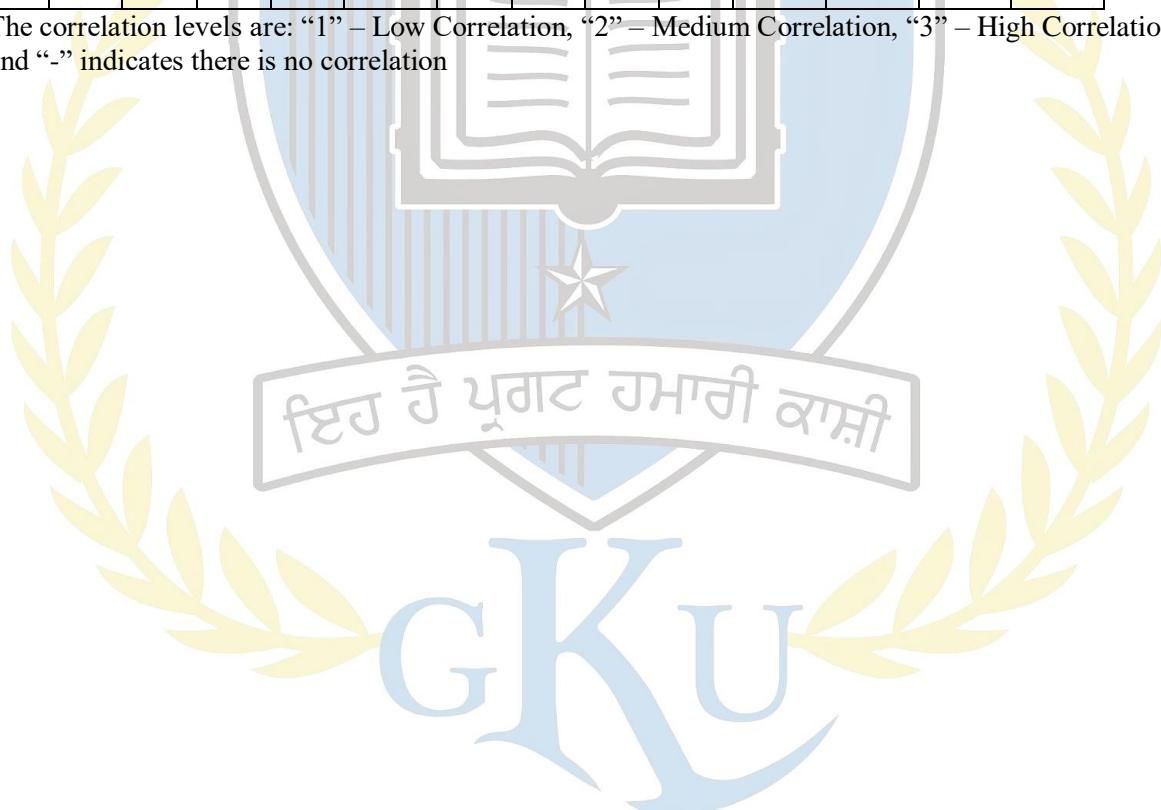 The correlation levels are: “1” – Low Correlation, “2” – Medium Correlation, “3” – High Correlatio
nd “-” indicates there is no correlation
ਇਹ ਹੈ ਪ੍ਰਗਟ ਹਮਾਰੀ ਕਾਸ਼ੀ
GKU